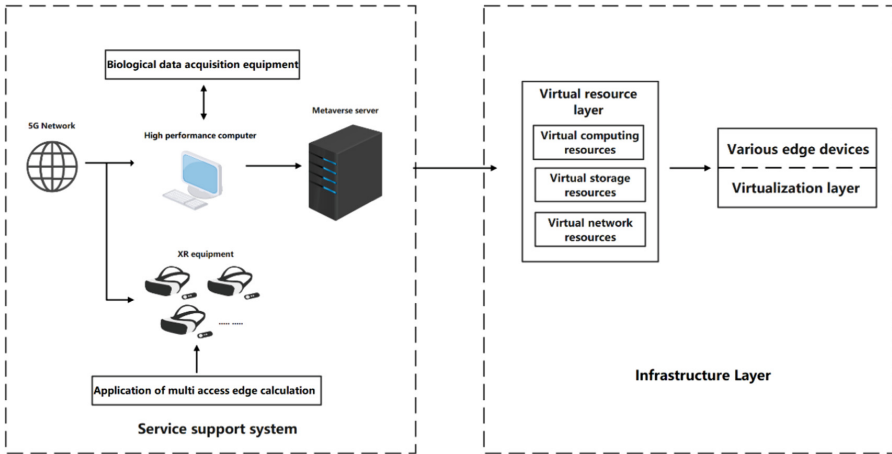 Biological data acquisition equipment
5G Network
High performance computer
Metaverse server
XR equipment
..... .....
Application of multi access edge calculation
Service support system
Virtual resource
layer
Virtual computing
resources
Virtual storage
resources
Virtual network
resources
Various edge devices
Virtualization layer
Infrastructure Layer